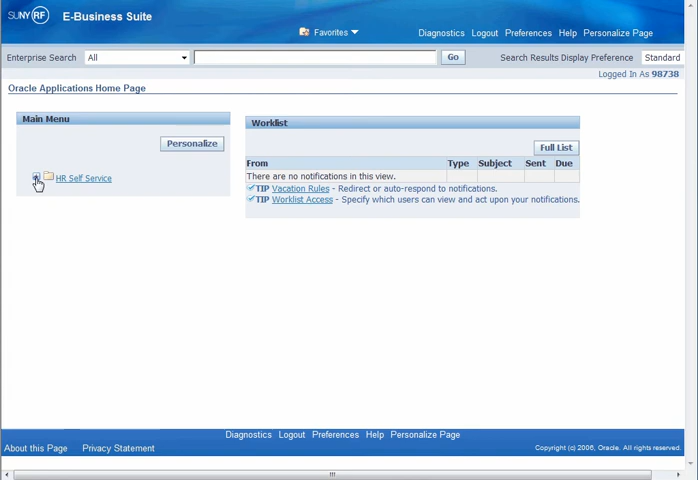 SUNY RF E-Business Suite
Favorites
Diagnostics Logout Preferences Help Personalize Page
Enterprise Search All Go Search Results Display Preference Standard
Logged In As 98738
Oracle Applications Home Page
Main Menu
Personalize
HR Self Service
Worklist
Full List
From Type Subject Sent Due
There are no notifications in this view.
TIP Vacation Rules - Redirect or auto-respond to notifications.
TIP Worklist Access - Specify which users can view and act upon your notifications.
Diagnostics Logout Preferences Help Personalize Page
About this Page Privacy Statement Copyright (c) 2006, Oracle. All rights reserved.